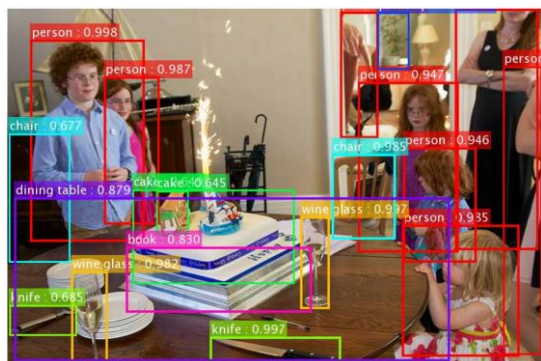 person : 0.998
person : 0.987
person : 0.947
person
chair : 0.677
chair : 0.985
person : 0.946
cake
cake : 0.645
dining table : 0.879
wine glass : 0.997
person : 0.935
book : 0.830
wine glass : 0.982
knife : 0.685
knife : 0.997